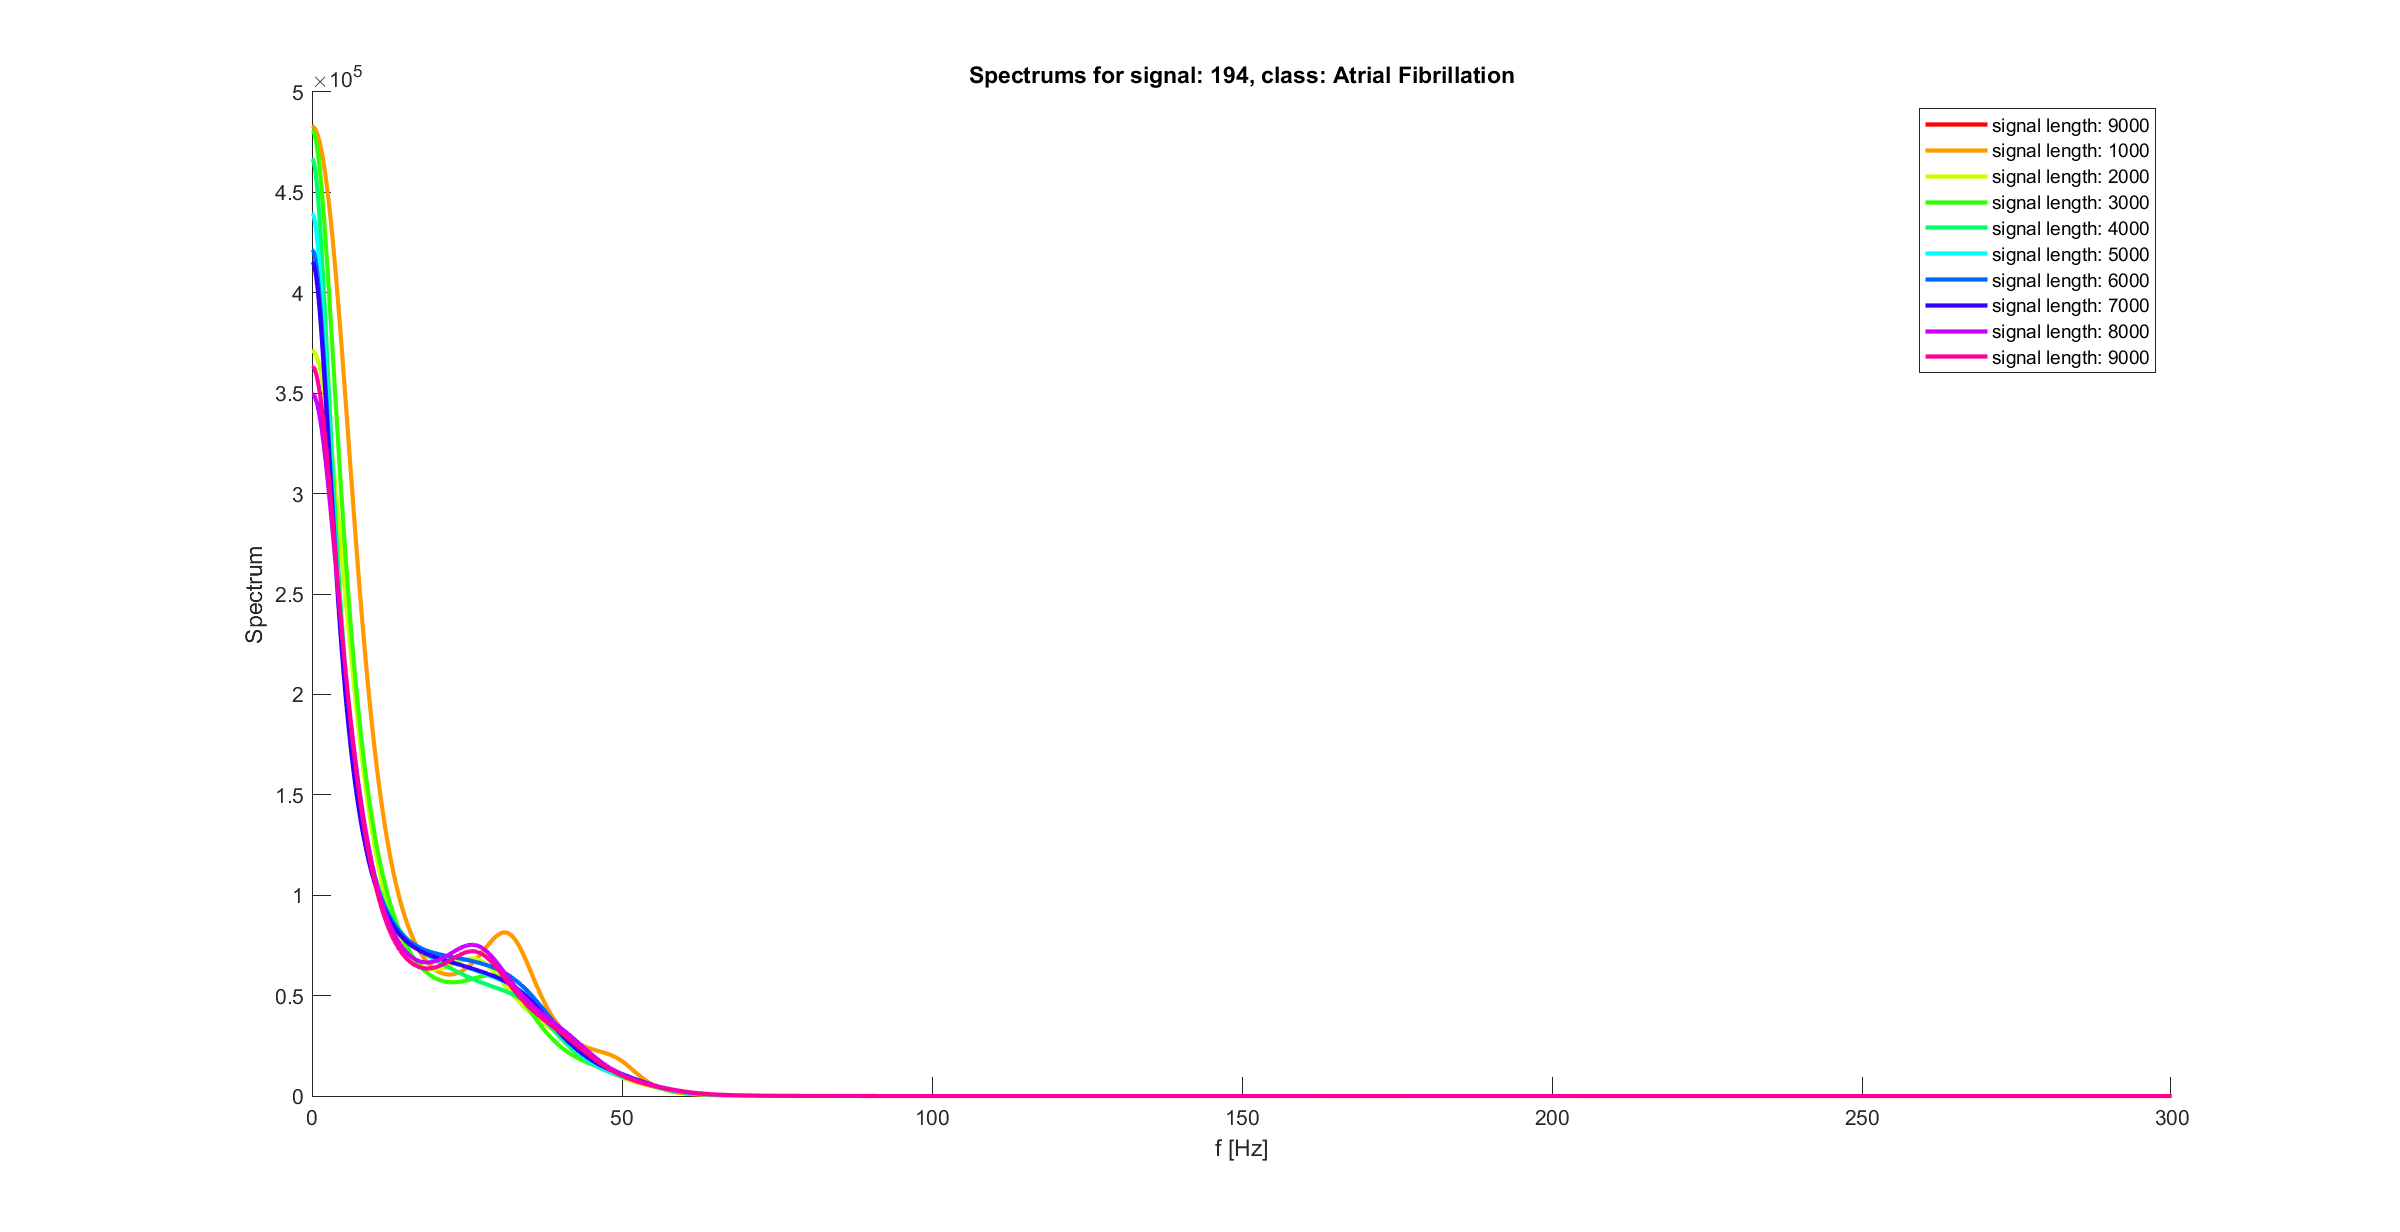 Spectrums for signal: 194, class: Atrial Fibrillation
×10^5
5
4.5
4
3.5
3
2.5
2
1.5
1
0.5
0
Spectrum
signal length: 9000
signal length: 1000
signal length: 2000
signal length: 3000
signal length: 4000
signal length: 5000
signal length: 6000
signal length: 7000
signal length: 8000
signal length: 9000
0 50 100 150 200 250 300
f [Hz]